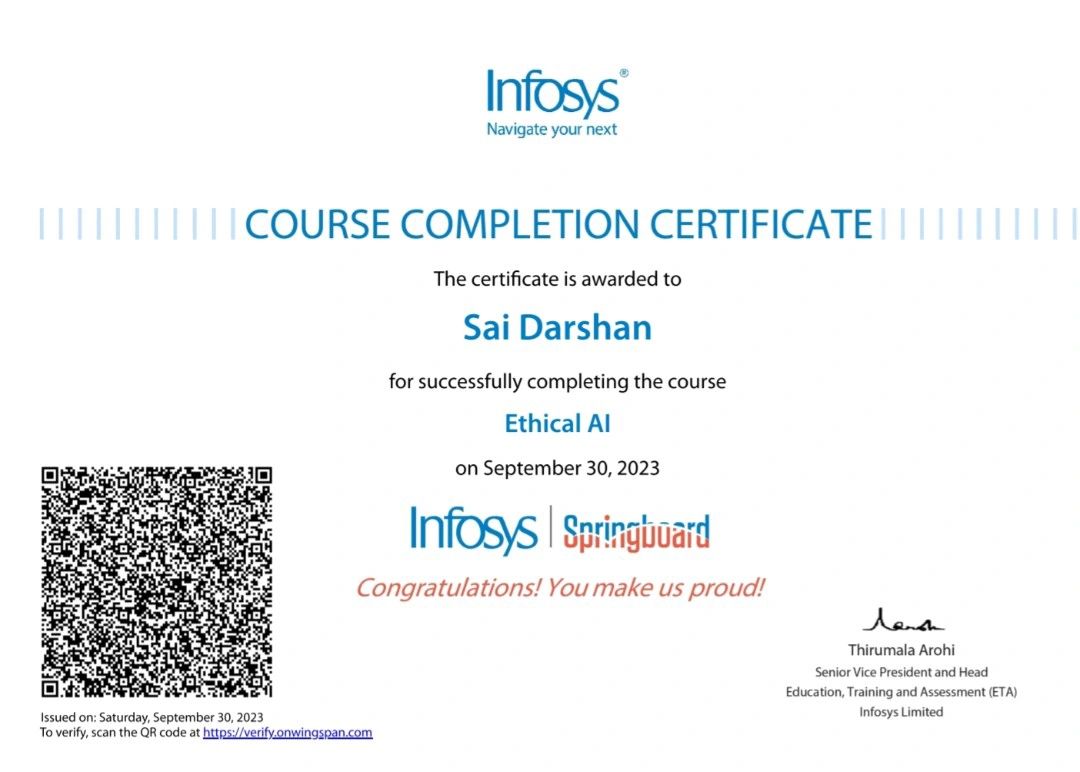 Infosys®
Navigate your next
COURSE COMPLETION CERTIFICATE
The certificate is awarded to
Sai Darshan
for successfully completing the course
Ethical AI
on September 30, 2023
Infosys | Springboard
Congratulations! You make us proud!
Thirumala Arohi
Senior Vice President and Head
Education, Training and Assessment (ETA)
Infosys Limited
Issued on: Saturday, September 30, 2023
To verify, scan the QR code at https://verify.onwingspan.com